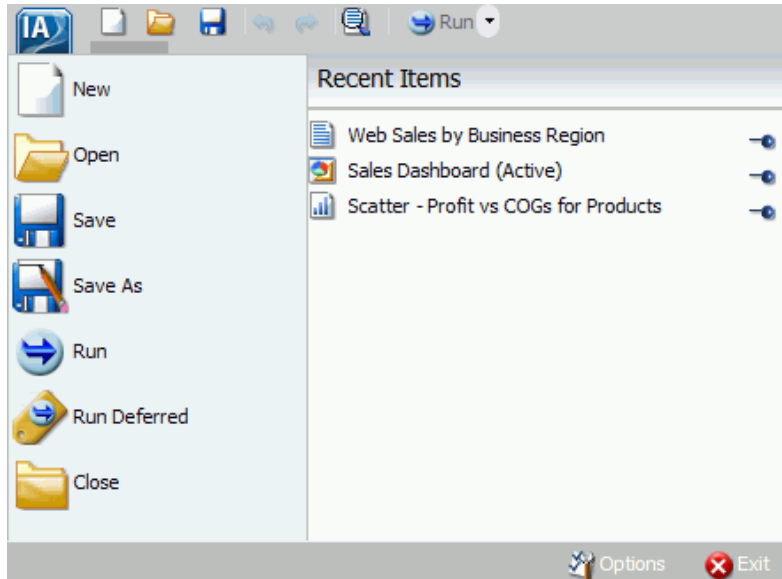 IA
Run
New
Open
Save
Save As
Run
Run Deferred
Close
Recent Items
Web Sales by Business Region
Sales Dashboard (Active)
Scatter - Profit vs COGs for Products
Options
Exit